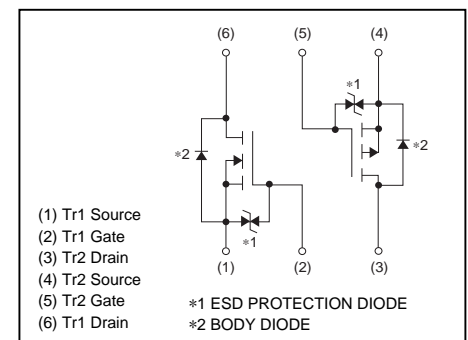 (6) (5) (4)
∗1
∗2
∗2
∗1
(1) (2) (3)
(1) Tr1 Source
(2) Tr1 Gate
(3) Tr2 Drain
(4) Tr2 Source
(5) Tr2 Gate
(6) Tr1 Drain
∗1 ESD PROTECTION DIODE
∗2 BODY DIODE